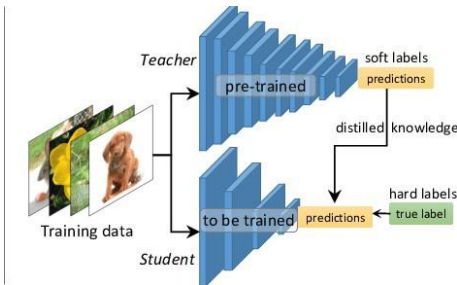 Teacher
soft labels
pre-trained
predictions
distilled knowledge
hard labels
to be trained
predictions
true label
Training data
Student